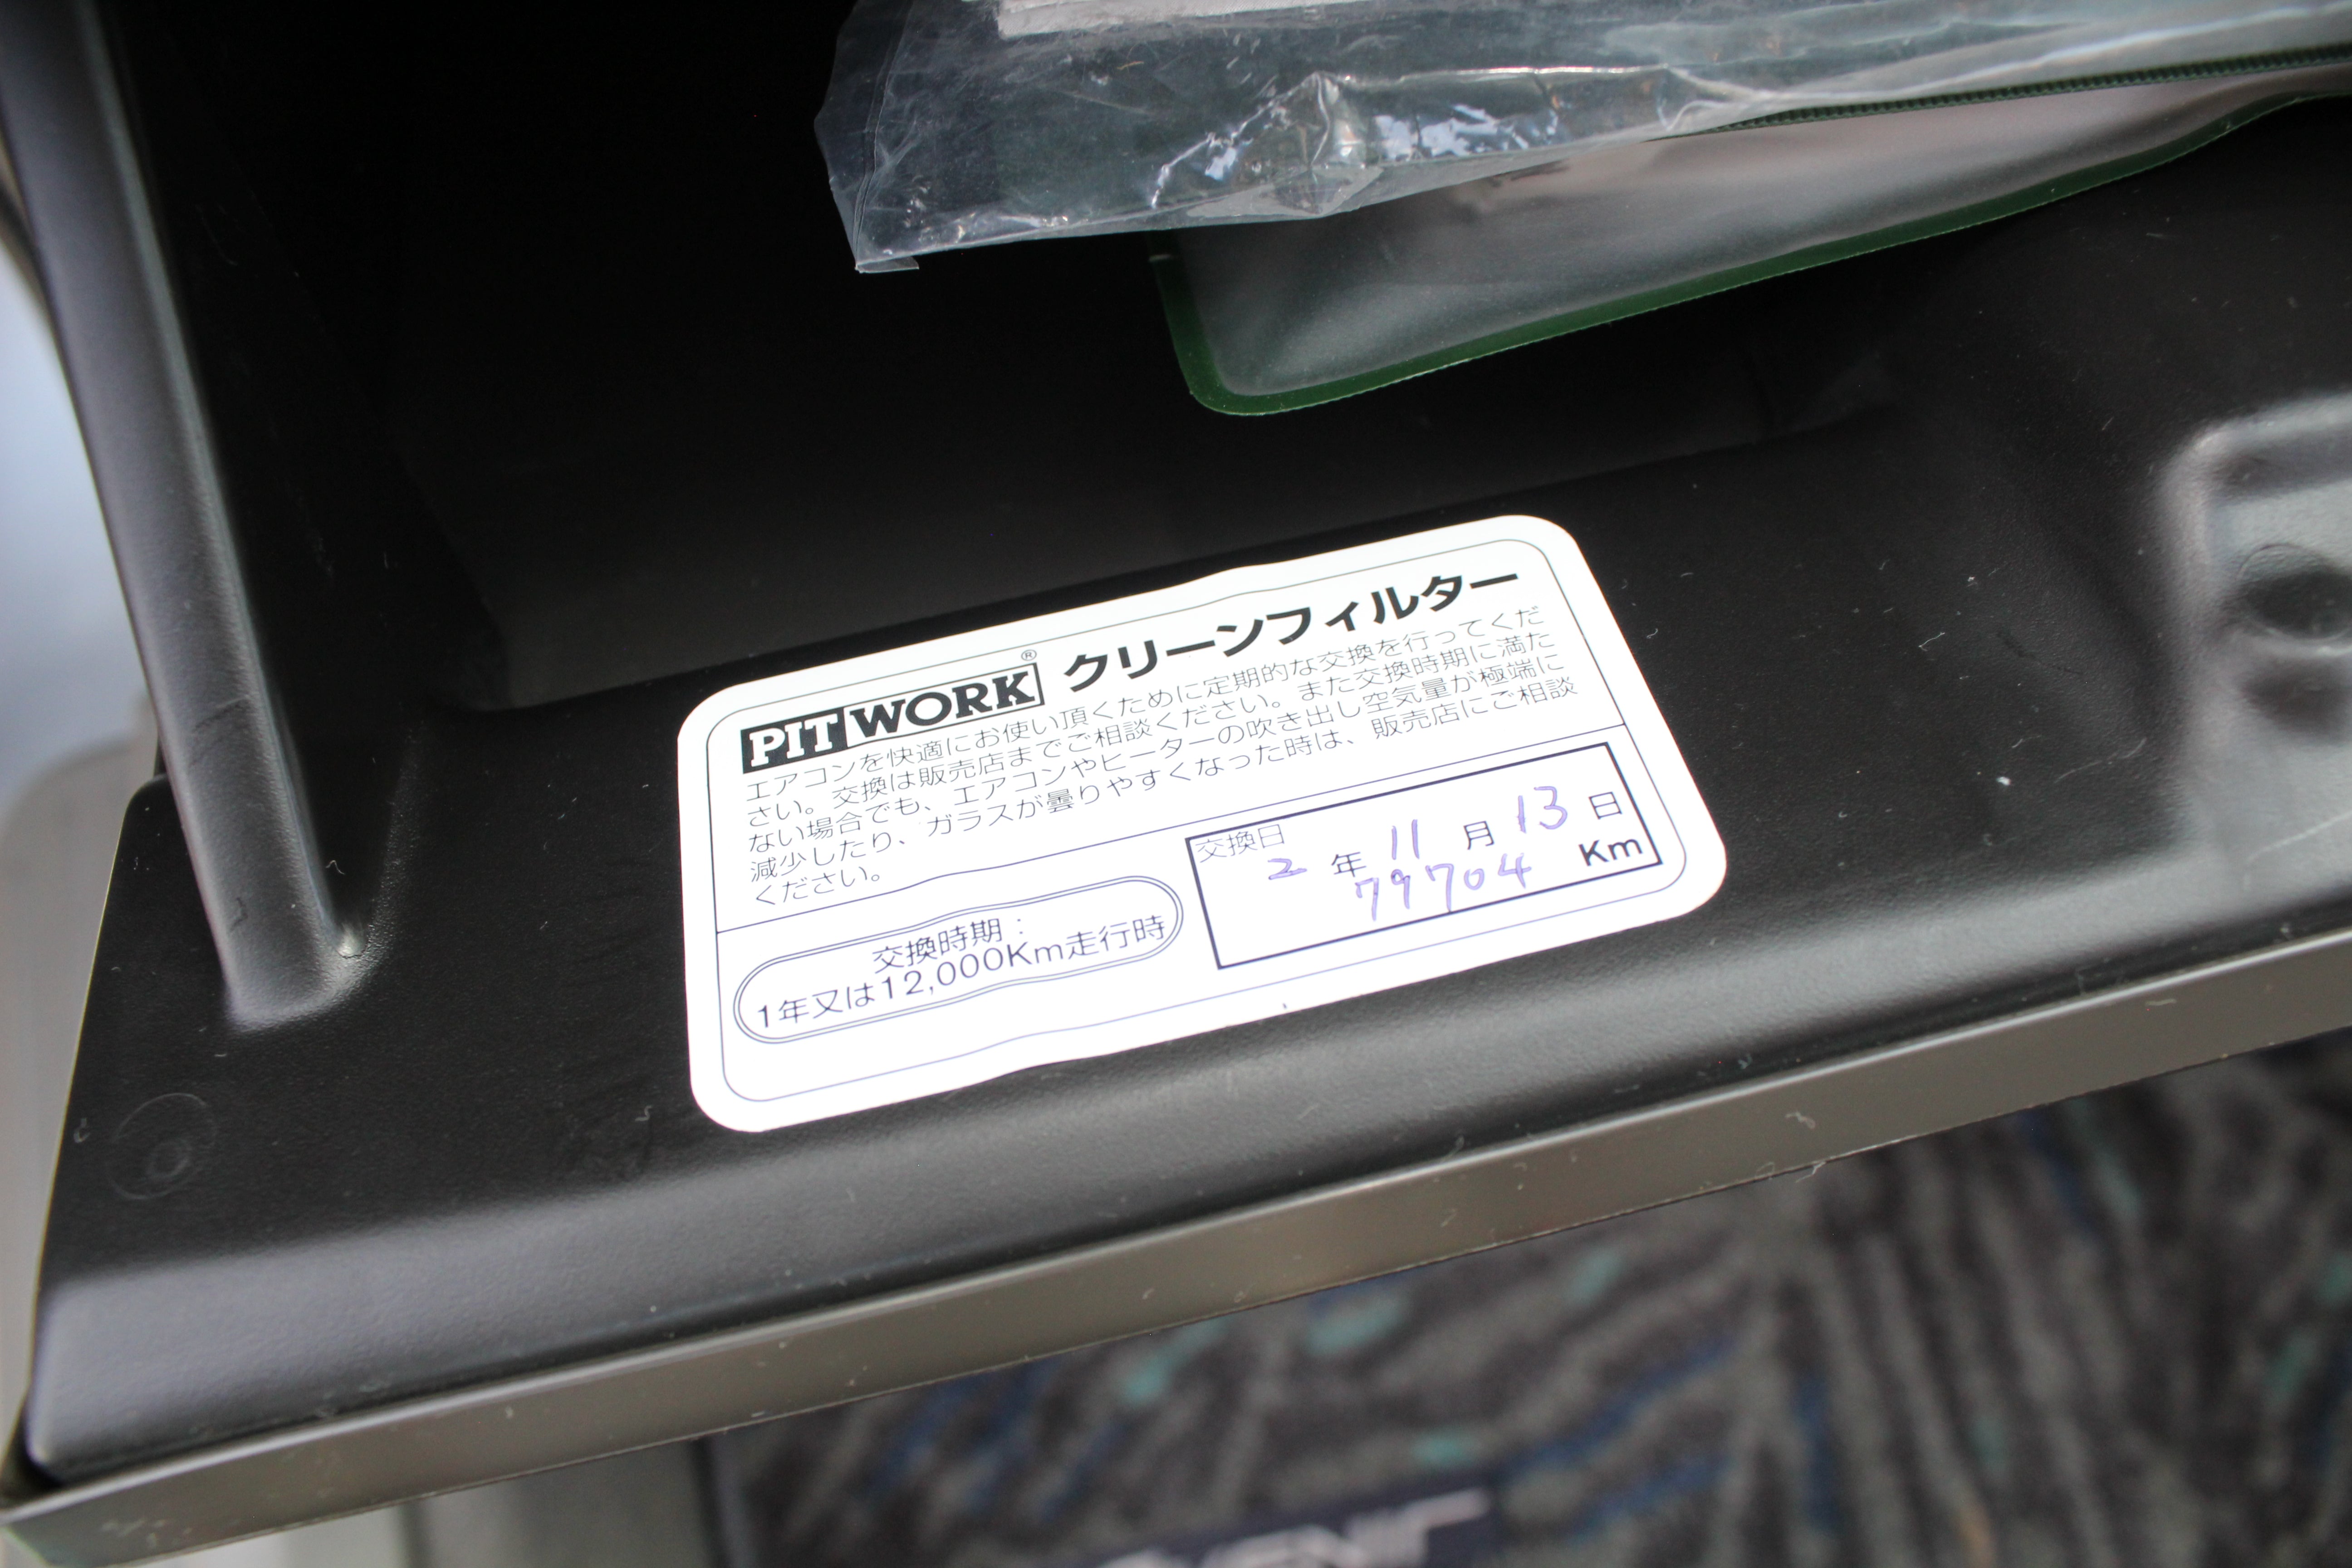 PITWORK® クリーンフィルター
エアコンを快適にお使い頂くために定期的な交換を行ってくだ
さい。交換は販売店までご相談ください。また交換時期に満た
ない場合でも、エアコンやヒーターの吹き出し空気量が極端に
減少したり、ガラスが曇りやすくなった時は、販売店にご相談
ください。
交換時期：
1年又は12,000Km走行時
交換日
2 年 11 月 13 日
79704 Km